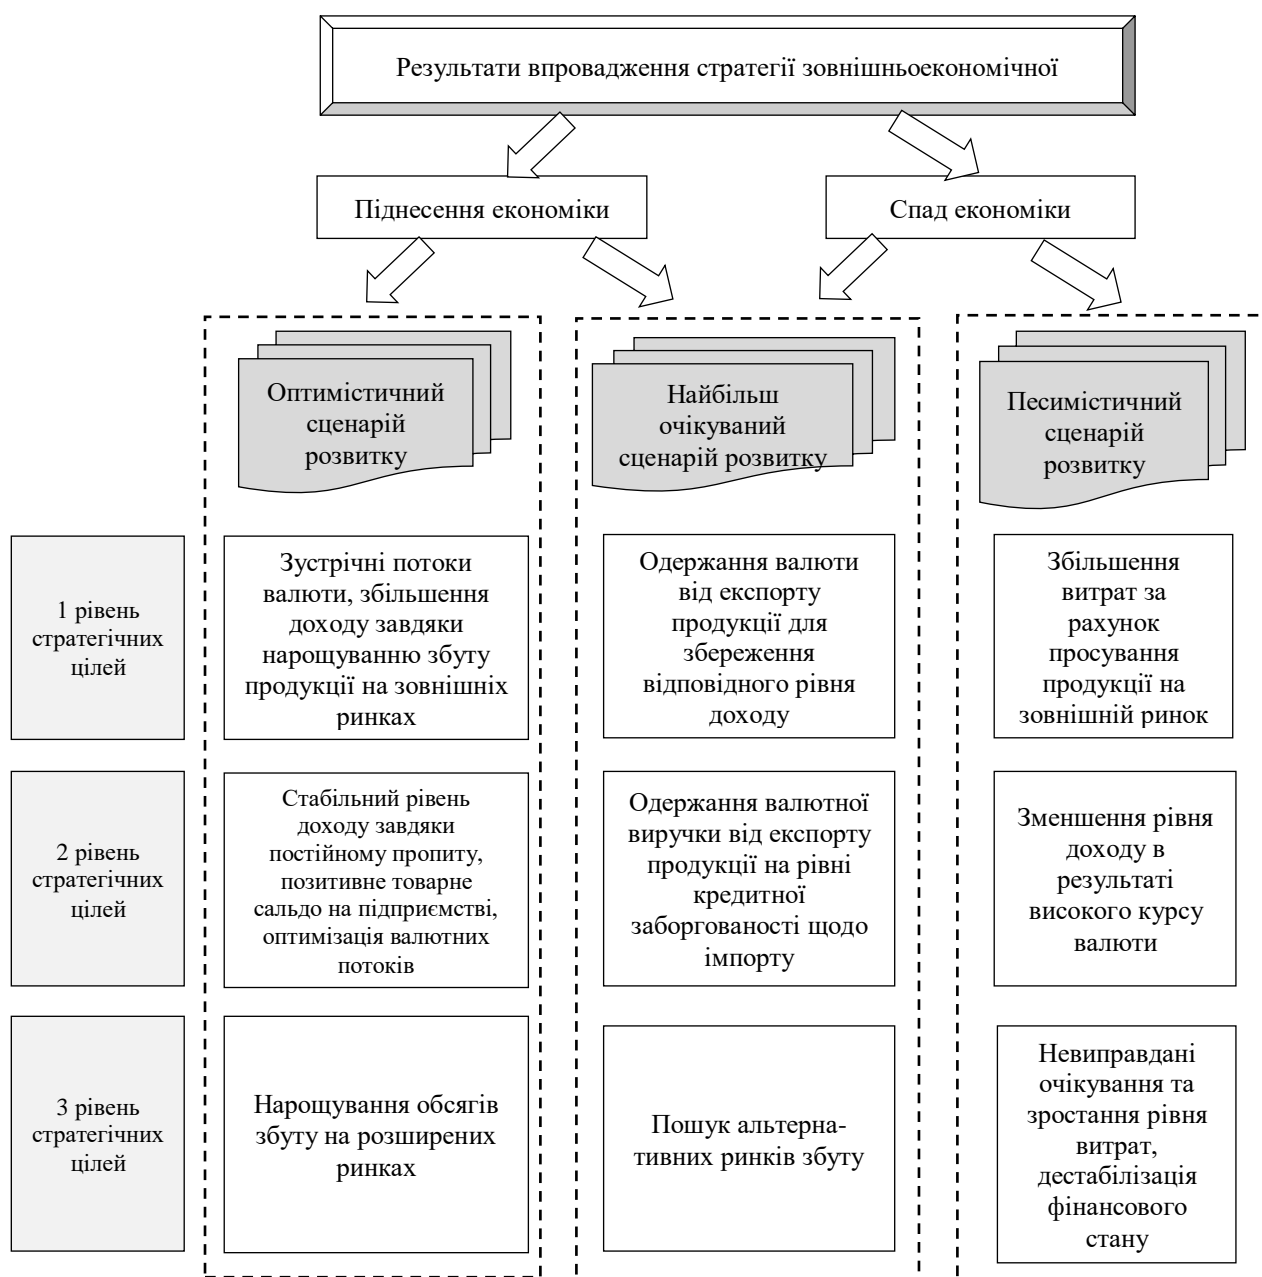 Результати впровадження стратегії зовнішньоекономічної
Піднесення економіки
Спад економіки
Оптимістичний
сценарій
розвитку
Найбільш
очікуваний
сценарій розвитку
Песимістичний
сценарій
розвитку
1 рівень
стратегічних
цілей
Зустрічні потоки
валюти, збільшення
доходу завдяки
нарощуванню збуту
продукції на зовнішніх
ринках
Одержання валюти
від експорту
продукції для
збереження
відповідного рівня
доходу
Збільшення
витрат за
рахунок
просування
продукції на
зовнішній ринок
2 рівень
стратегічних
цілей
Стабільний рівень
доходу завдяки
постійному пропиту,
позитивне товарне
сальдо на підприємстві,
оптимізація валютних
потоків
Одержання валютної
виручки від експорту
продукції на рівні
кредитної
заборгованості щодо
імпорту
Зменшення рівня
доходу в
результаті
високого курсу
валюти
3 рівень
стратегічних
цілей
Нарощування обсягів
збуту на розширених
ринках
Пошук альтерна-
тивних ринків збуту
Невиправдані
очікування та
зростання рівня
витрат,
дестабілізація
фінансового
стану